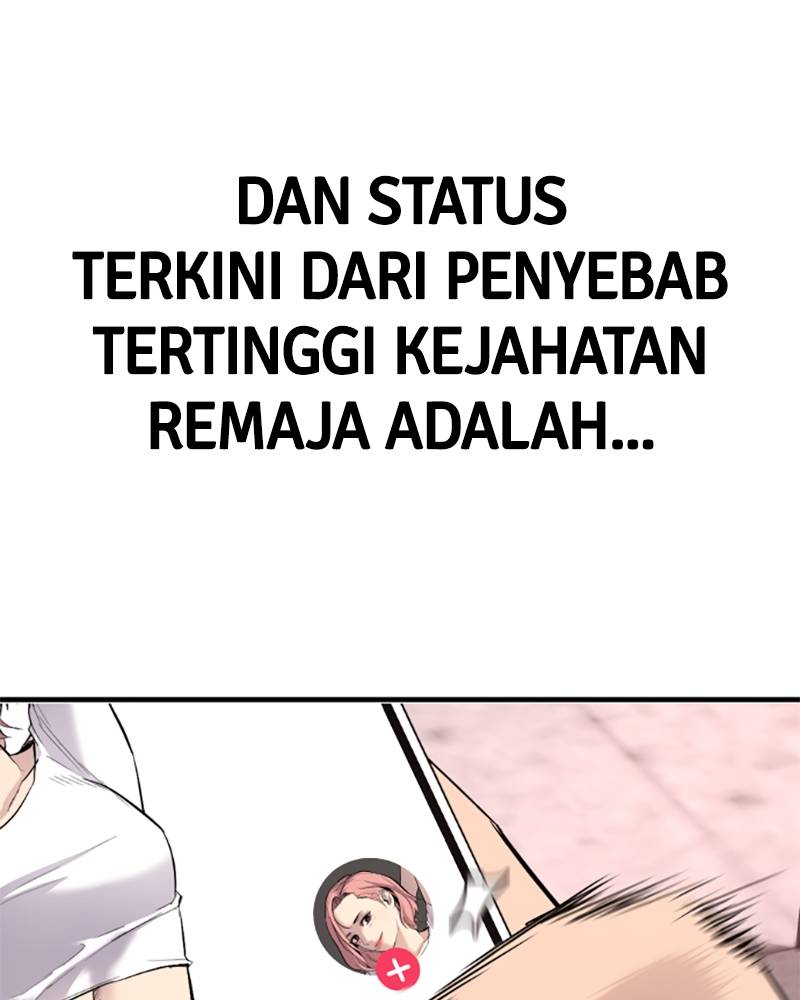 DAN STATUS
TERKINI DARI PENYEBAB
TERTINGGI KEJAHATAN
REMAJA ADALAH...